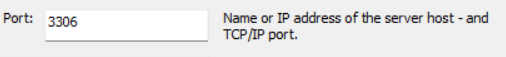 Port: 3306 Name or IP address of the server host - and
TCP/IP port.